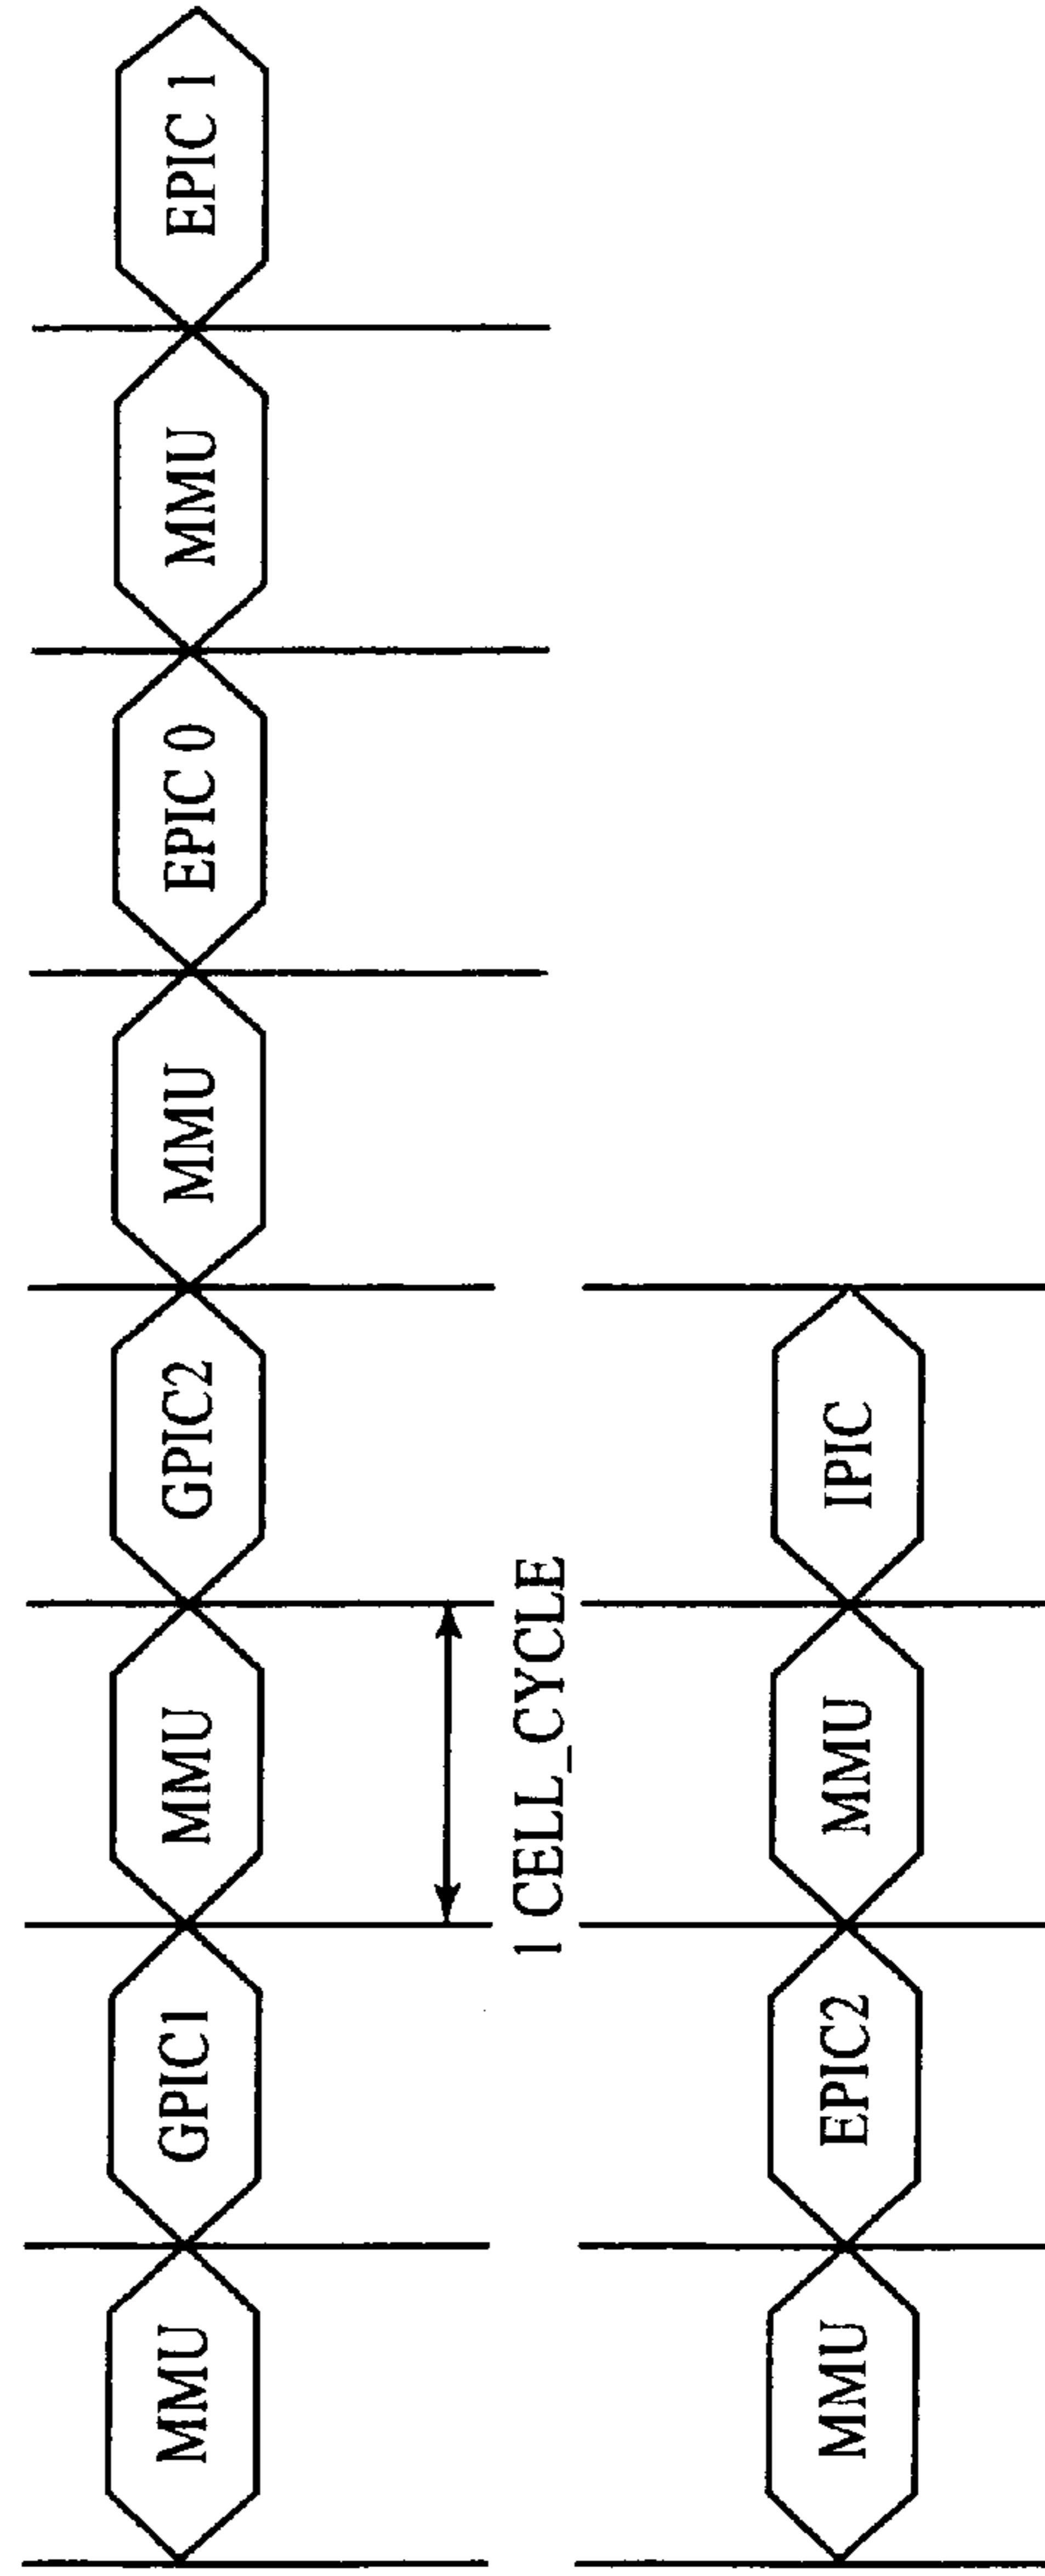 MMU GPIC1 MMU GPIC2 MMU EPIC 0 MMU EPIC 1
1 CELL_CYCLE
MMU EPIC2 MMU IPIC